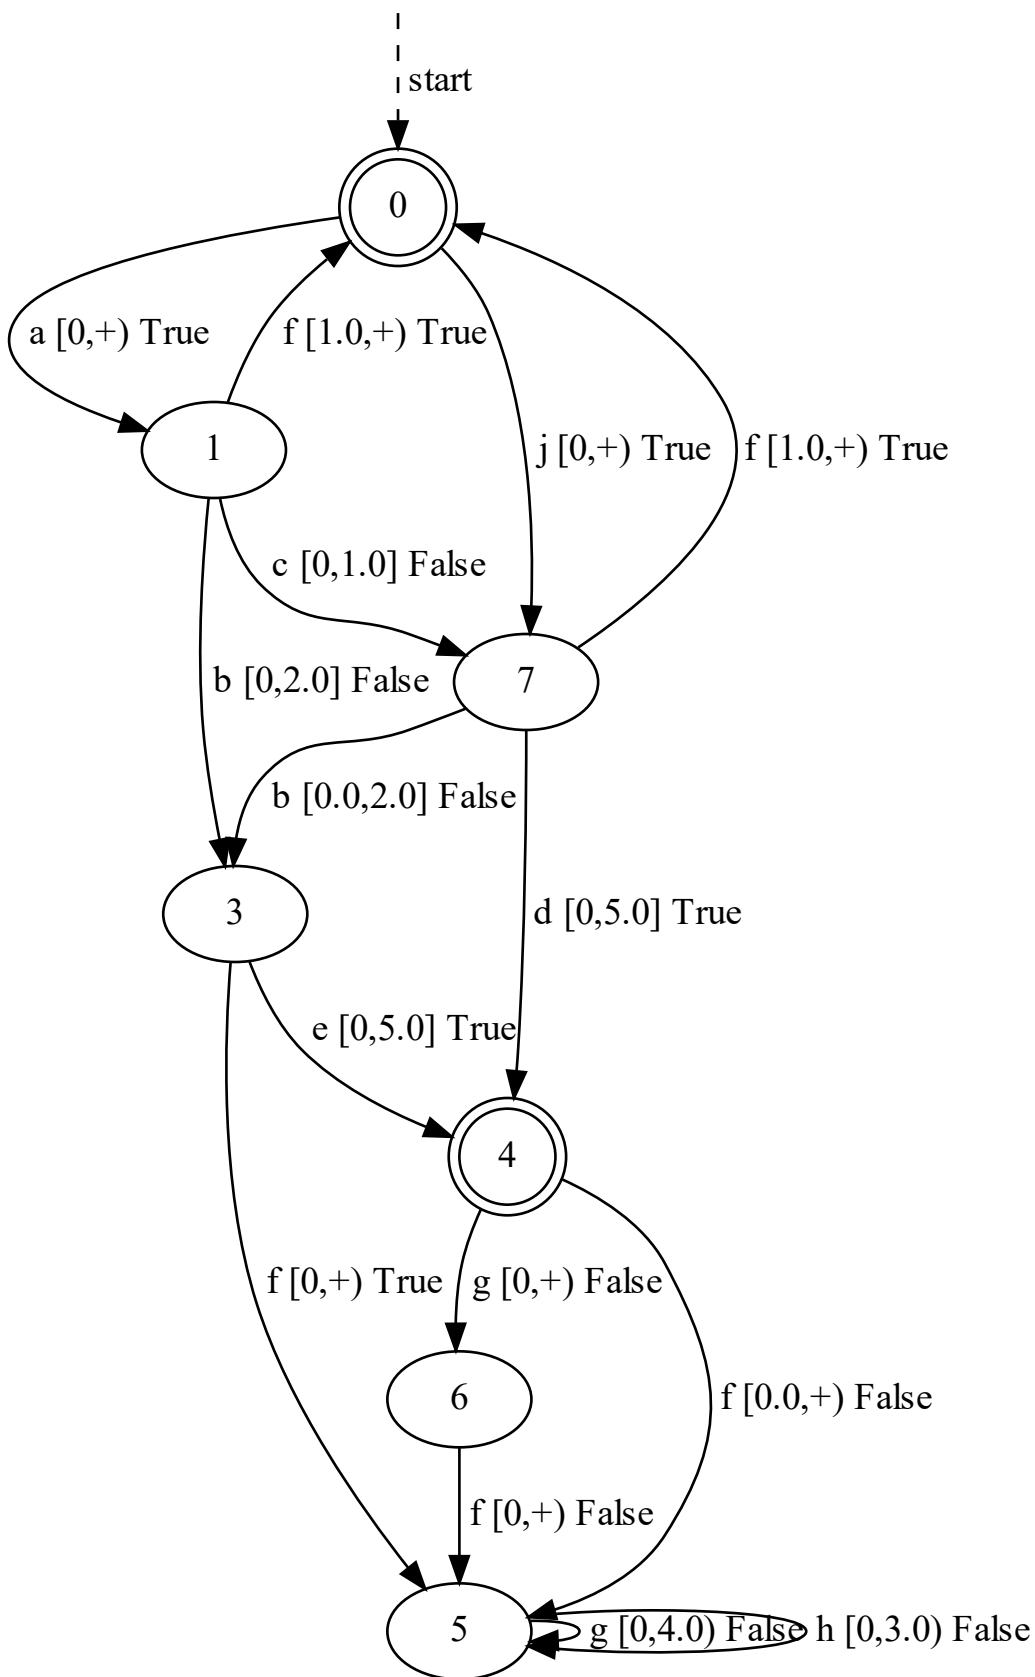 start
0
a [0,+) True
f [1.0,+) True
j [0,+) True
f [1.0,+) True
1
c [0,1.0] False
b [0,2.0] False
7
b [0.0,2.0] False
3
d [0,5.0] True
e [0,5.0] True
4
f [0,+) True
g [0,+) False
6
f [0.0,+) False
f [0,+) False
5
g [0,4.0) False
h [0,3.0) False